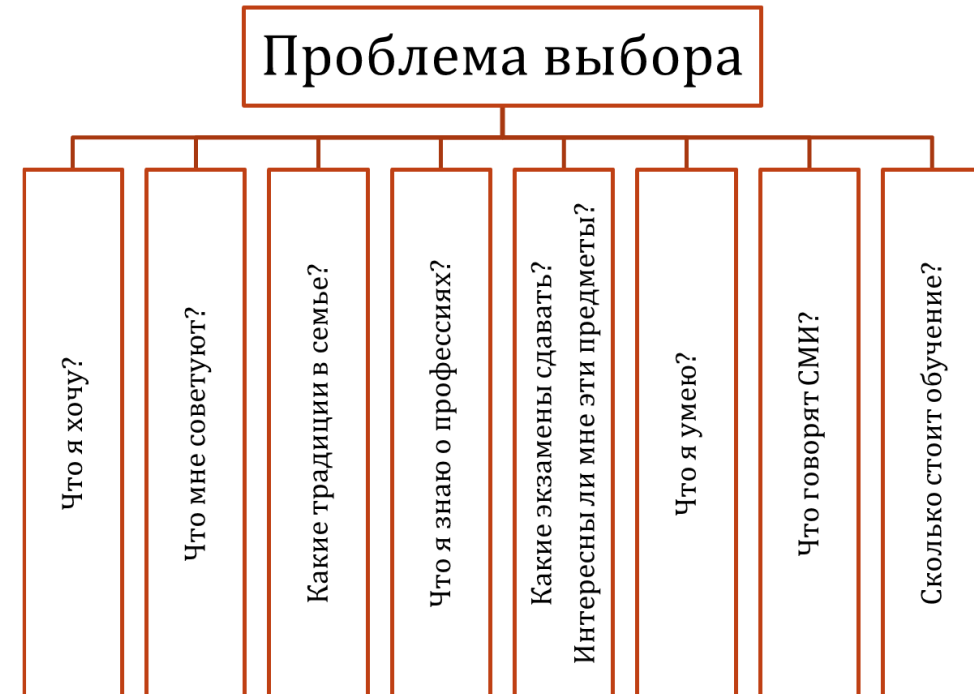 Проблема выбора
Что я хочу?
Что мне советуют?
Какие традиции в семье?
Что я знаю о профессиях?
Какие экзамены сдавать?
Интересны ли мне эти предметы?
Что я умею?
Что говорят СМИ?
Сколько стоит обучение?